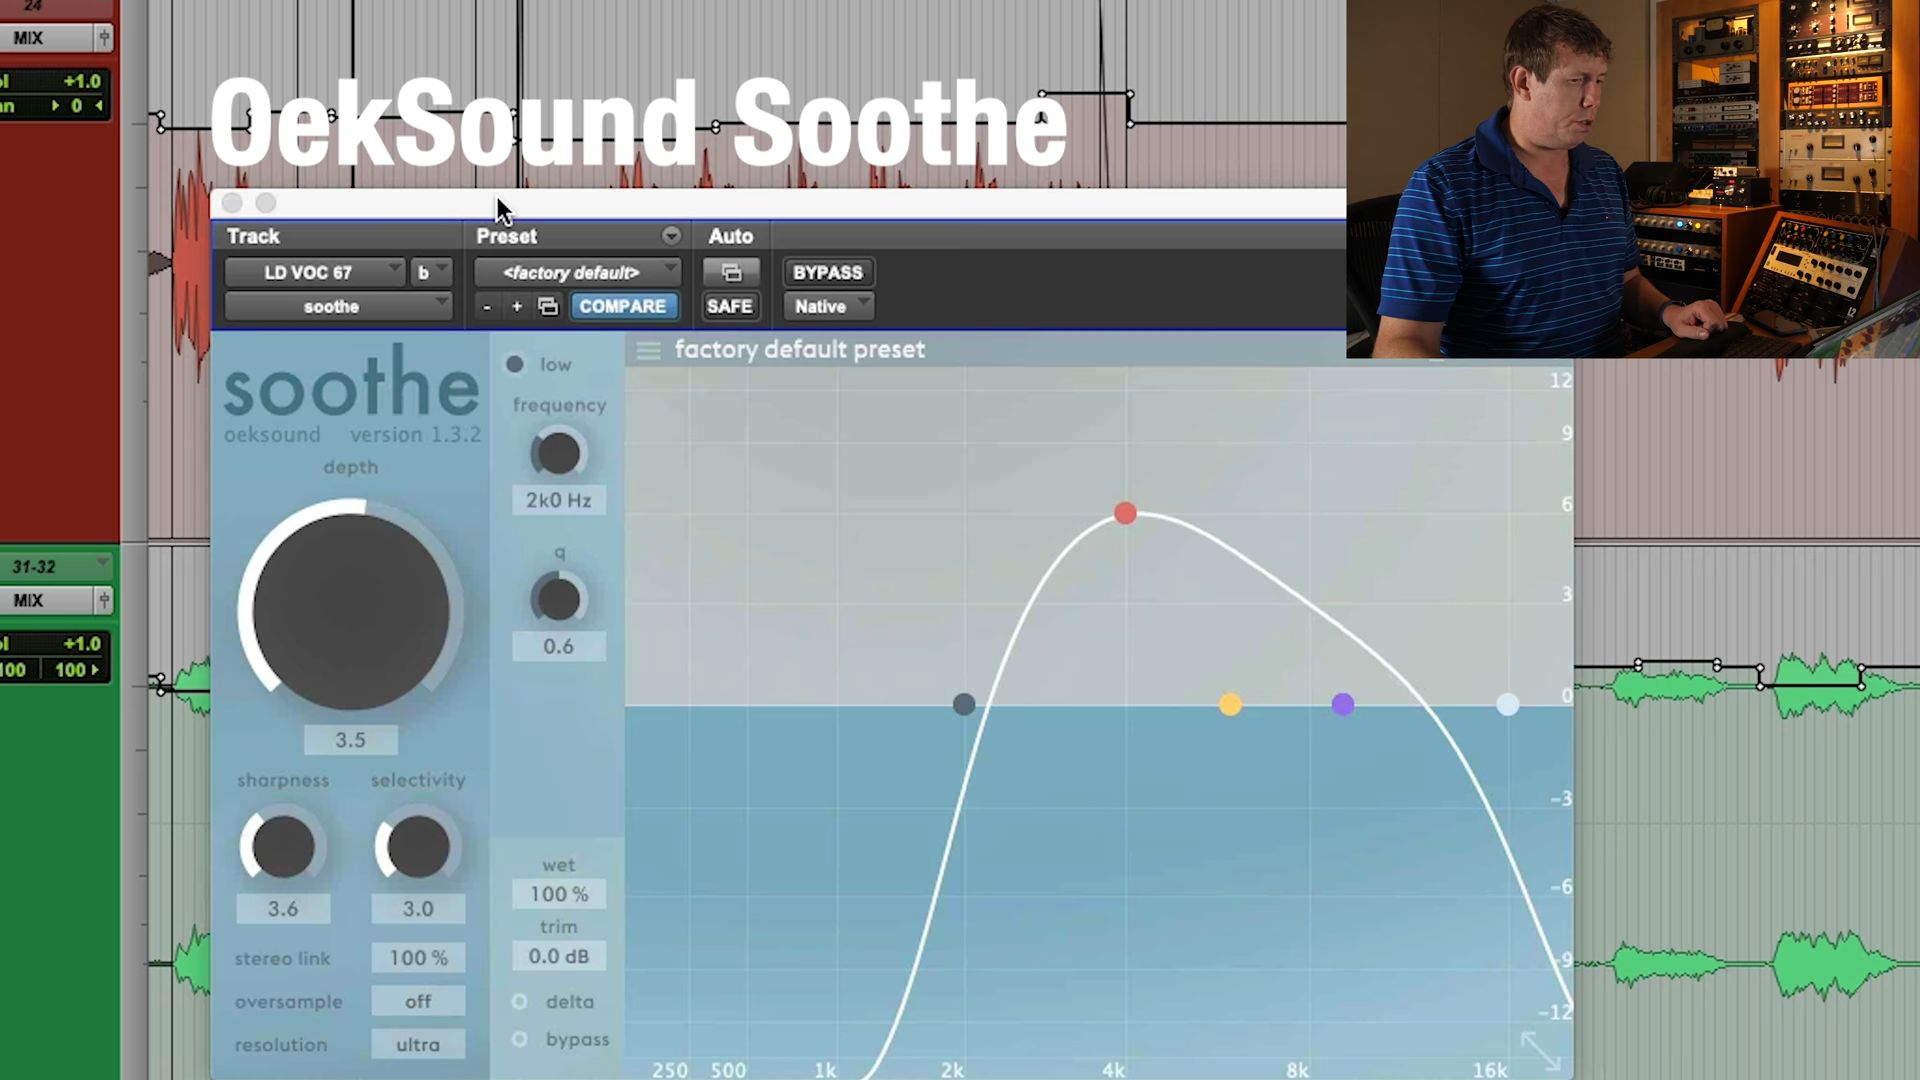 24
MIX
+1.0
0
OekSound Soothe
Track
Preset
Auto
LD VOC 67
b
<factory default>
BYPASS
soothe
- +
COMPARE
SAFE
Native
soothe
oeksound version 1.3.2
low
factory default preset
frequency
2k0 Hz
q
0.6
depth
3.5
sharpness selectivity
3.6 3.0
stereo link 100 %
oversample off
resolution ultra
wet
100 %
trim
0.0 dB
delta
bypass
12
9
6
3
0
-3
-6
-9
-12
250 500 1k 2k 4k 8k 16k
31-32
MIX
+1.0
100 100